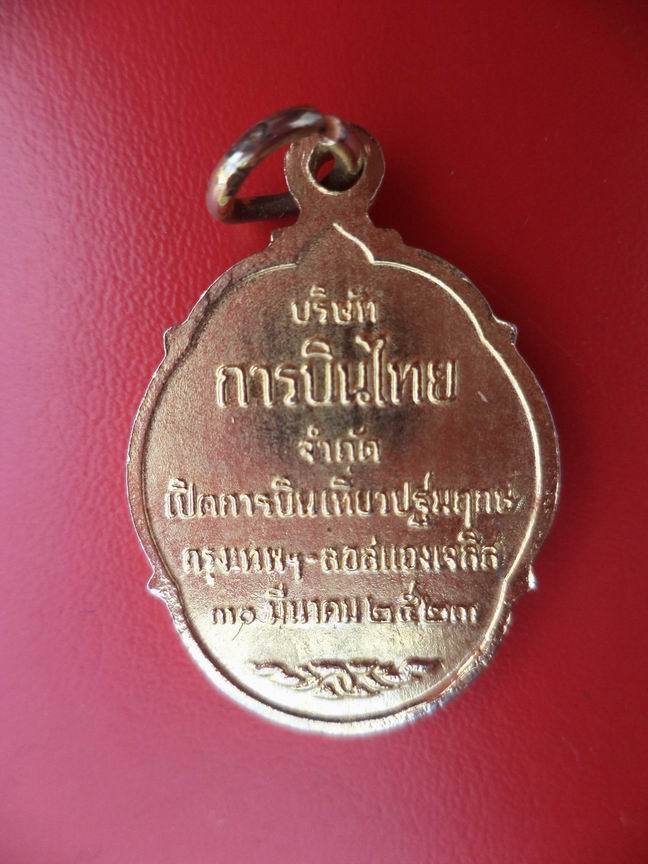 บริษัท
การบินไทย
จำกัด
เปิดการบินเที่ยวปฐมฤกษ์
กรุงเทพฯ-ลอสแองเจลีส
๓๐ มีนาคม ๒๕๒๓